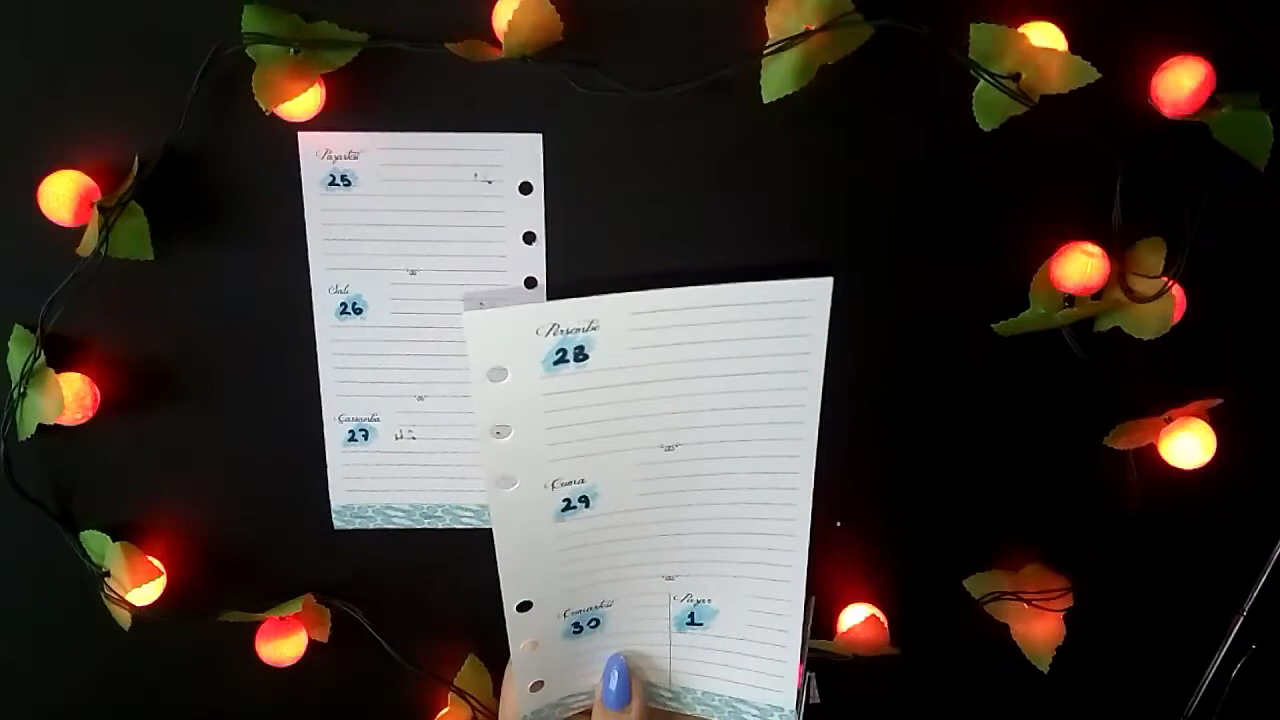 Pazartesi
25
Salı
26
Çarşamba
27
Perşembe
28
Cuma
29
Cumartesi
30
Pazar
1